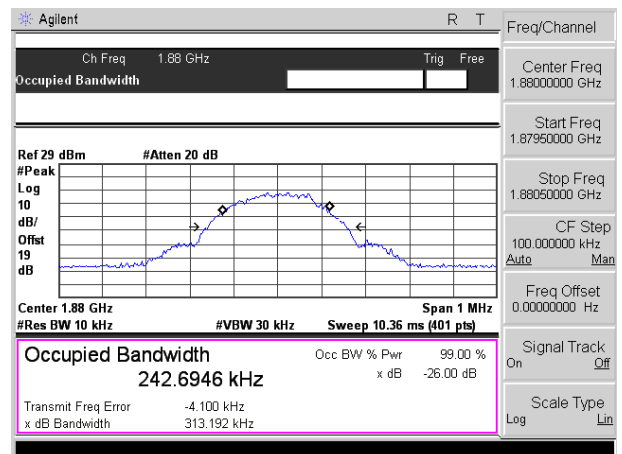 Agilent R T
Ch Freq 1.88 GHz Trig Free
Occupied Bandwidth
Ref 29 dBm #Atten 20 dB
#Peak
Log
10
dB/
Offst
19
dB
Center 1.88 GHz Span 1 MHz
#Res BW 10 kHz #VBW 30 kHz Sweep 10.36 ms (401 pts)
Occupied Bandwidth Occ BW % Pwr 99.00 %
242.6946 kHz x dB -26.00 dB
Transmit Freq Error -4.100 kHz
x dB Bandwidth 313.192 kHz
Freq/Channel
Center Freq
1.88000000 GHz
Start Freq
1.87950000 GHz
Stop Freq
1.88050000 GHz
CF Step
100.000000 kHz
Auto Man
Freq Offset
0.00000000 Hz
Signal Track
On Off
Scale Type
Log Lin